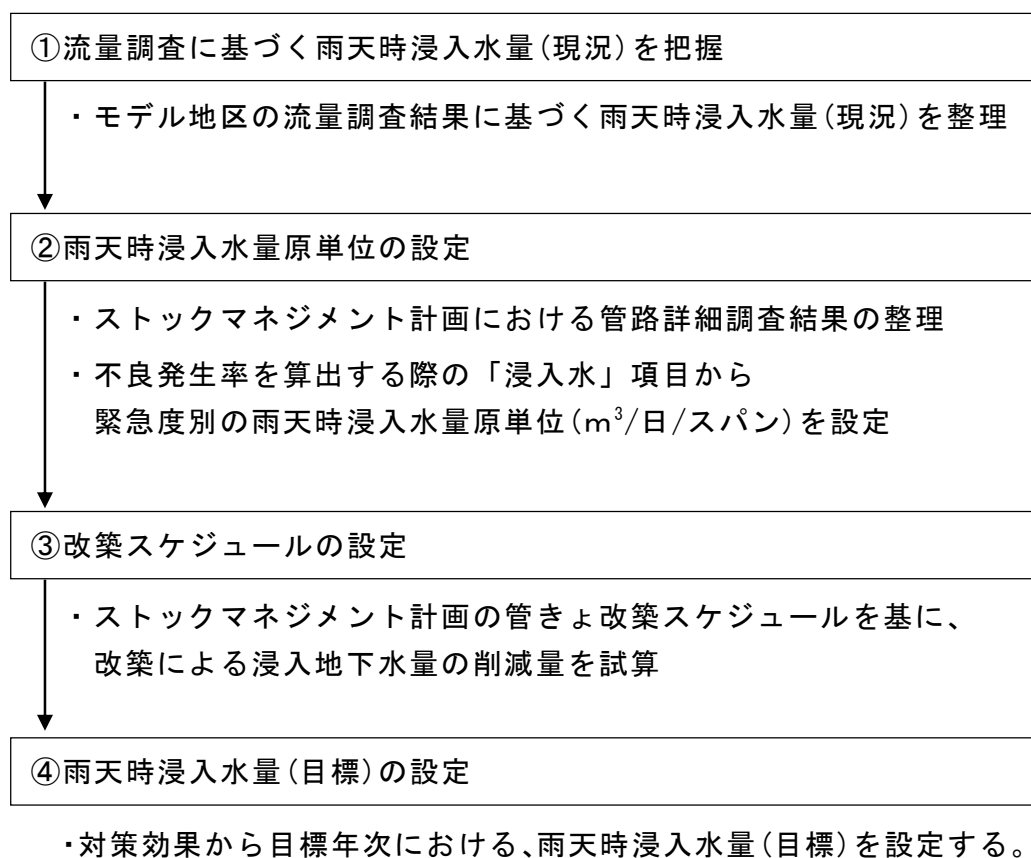 ①流量調査に基づく雨天時浸入水量(現況)を把握
・モデル地区の流量調査結果に基づく雨天時浸入水量(現況)を整理
②雨天時浸入水量原単位の設定
・ストックマネジメント計画における管路詳細調査結果の整理
・不良発生率を算出する際の「浸入水」項目から
緊急度別の雨天時浸入水量原単位(m³/日/スパン)を設定
③改築スケジュールの設定
・ストックマネジメント計画の管きょ改築スケジュールを基に、
改築による浸入地下水量の削減量を試算
④雨天時浸入水量(目標)の設定
・対策効果から目標年次における、雨天時浸入水量(目標)を設定する。